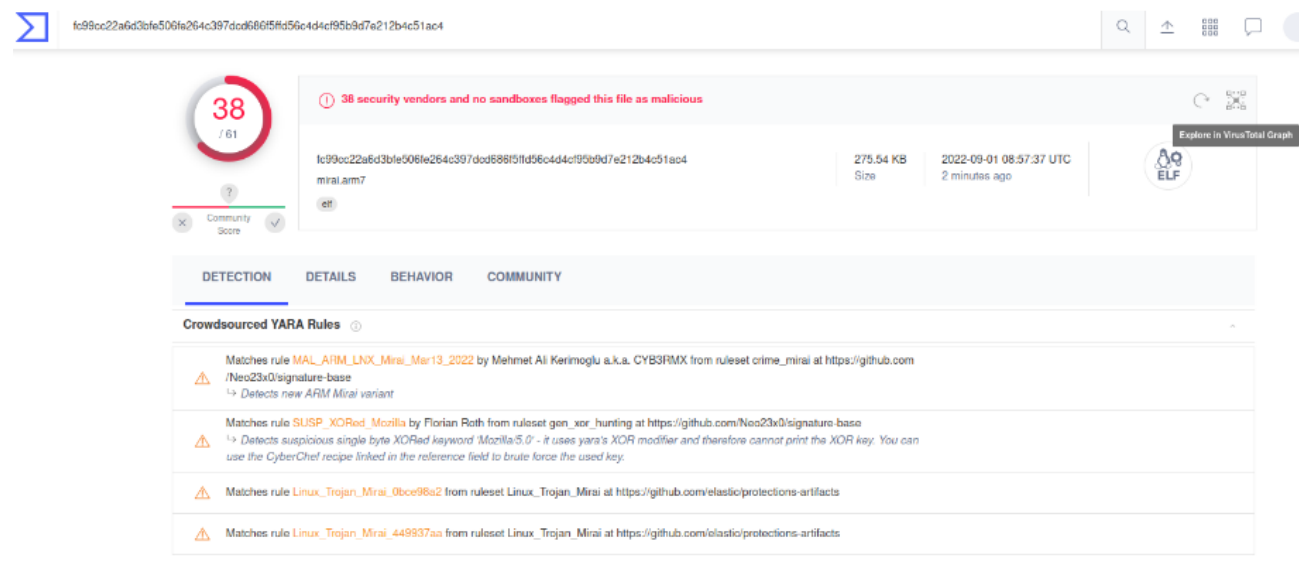 fc99cc22a6d3bfe506fe264c397dcd686f5ffd56c4d4cf95b9d7e212b4c51ac4
38
/ 61
38 security vendors and no sandboxes flagged this file as malicious
Explore in VirusTotal Graph
fc99cc22a6d3bfe506fe264c397dcd686f5ffd56c4d4cf95b9d7e212b4c51ac4
mirai.arm7
elf
275.54 KB
Size
2022-09-01 08:57:37 UTC
2 minutes ago
ELF
?
Community
Score
DETECTION DETAILS BEHAVIOR COMMUNITY
Crowdsourced YARA Rules
Matches rule MAL_ARM_LNX_Mirai_Mar13_2022 by Mehmet Ali Kerimoglu a.k.a. CYB3RMX from ruleset crime_mirai at https://github.com
/Neo23x0/signature-base
↳ Detects new ARM Mirai variant
Matches rule SUSP_XORed_Mozilla by Florian Roth from ruleset gen_xor_hunting at https://github.com/Neo23x0/signature-base
↳ Detects suspicious single byte XORed keyword 'Mozilla/5.0' - it uses yara's XOR modifier and therefore cannot print the XOR key. You can
use the CyberChef recipe linked in the reference field to brute force the used key.
Matches rule Linux_Trojan_Mirai_0bce98a2 from ruleset Linux_Trojan_Mirai at https://github.com/elastic/protections-artifacts
Matches rule Linux_Trojan_Mirai_449937aa from ruleset Linux_Trojan_Mirai at https://github.com/elastic/protections-artifacts